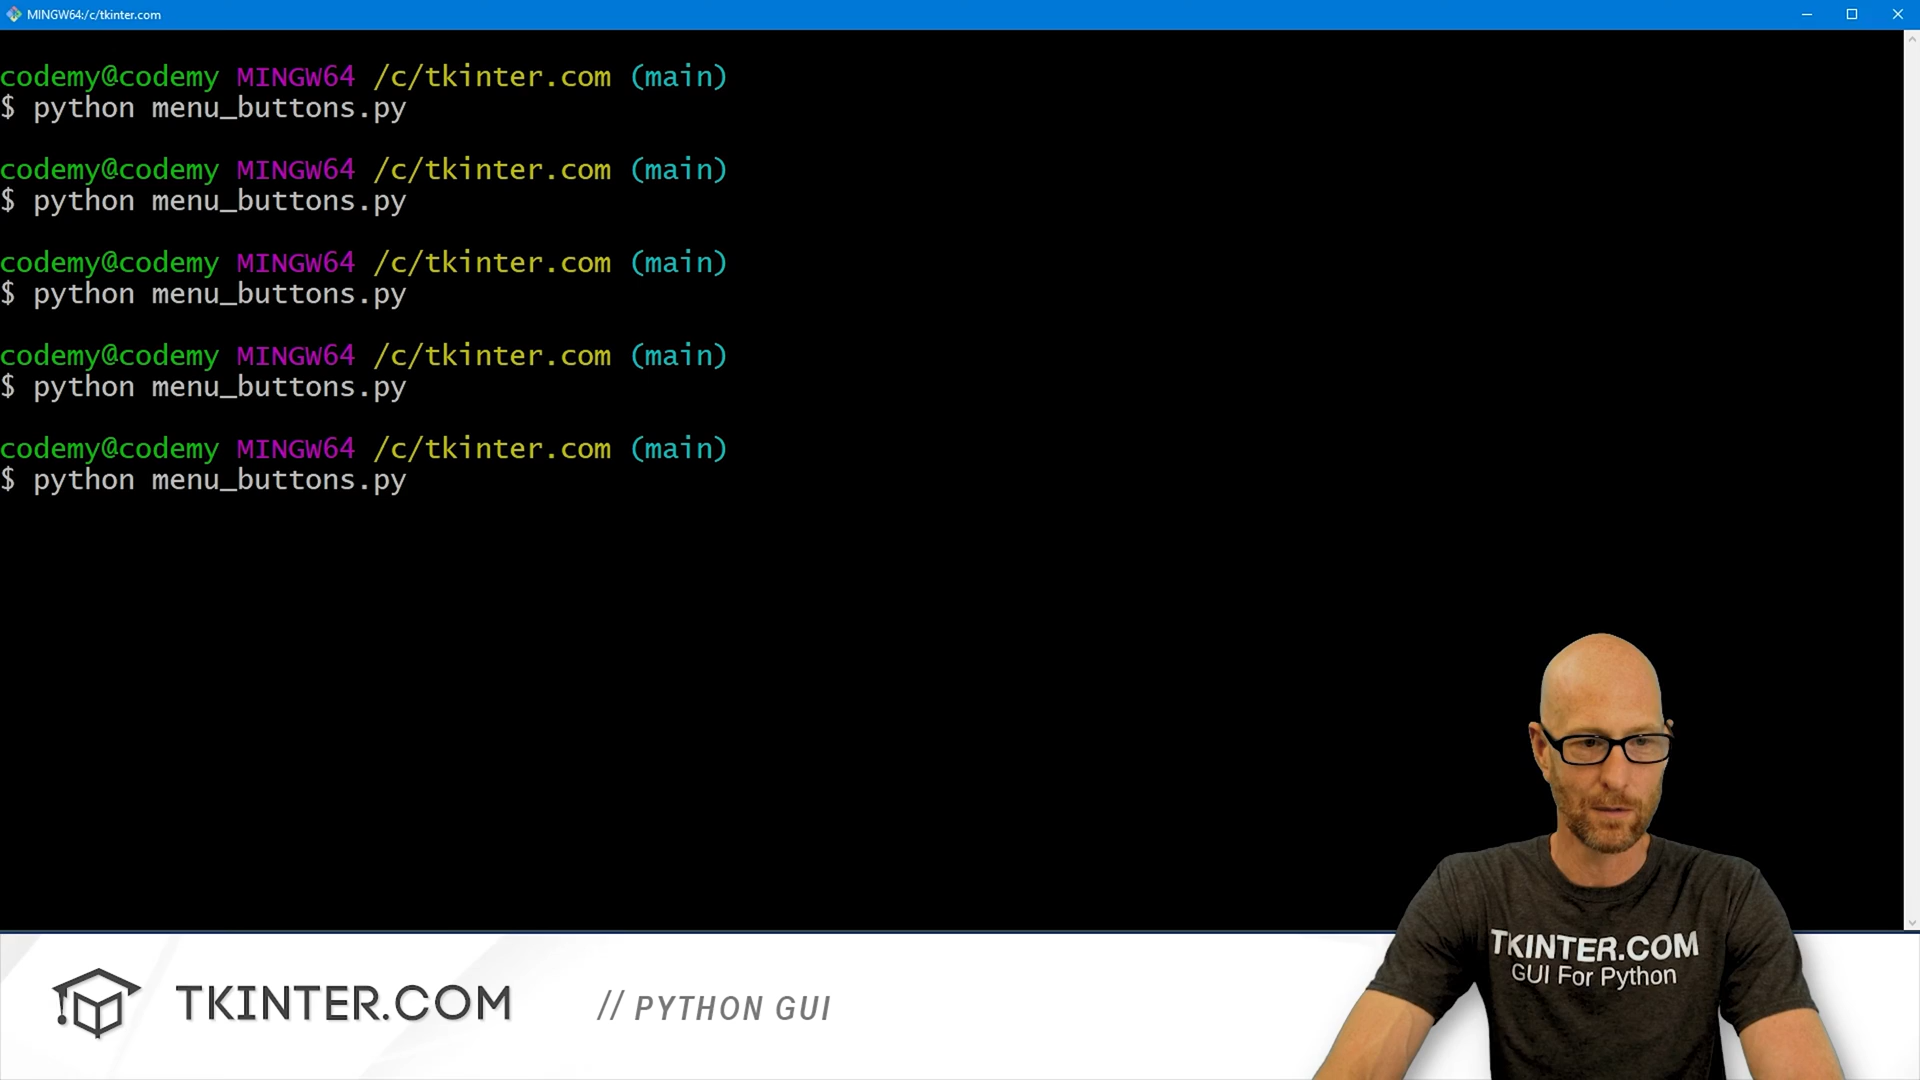 MINGW64:/c/tkinter.com
codemy@codemy MINGW64 /c/tkinter.com (main)
$ python menu_buttons.py
codemy@codemy MINGW64 /c/tkinter.com (main)
$ python menu_buttons.py
codemy@codemy MINGW64 /c/tkinter.com (main)
$ python menu_buttons.py
codemy@codemy MINGW64 /c/tkinter.com (main)
$ python menu_buttons.py
codemy@codemy MINGW64 /c/tkinter.com (main)
$ python menu_buttons.py
TKINTER.COM
GUI For Python
TKINTER.COM
// PYTHON GUI